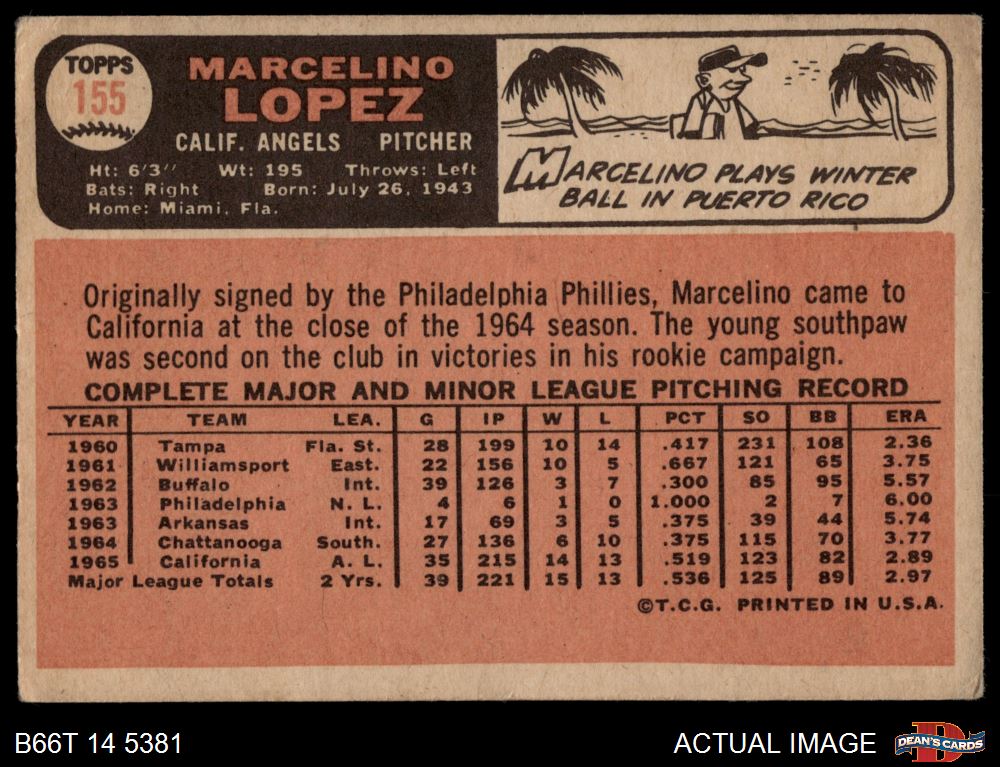 TOPPS
155
MARCELINO
LOPEZ
CALIF. ANGELS PITCHER
Ht: 6'3" Wt: 195 Throws: Left
Bats: Right Born: July 26, 1943
Home: Miami, Fla.
MARCELINO PLAYS WINTER
BALL IN PUERTO RICO
Originally signed by the Philadelphia Phillies, Marcelino came to
California at the close of the 1964 season. The young southpaw
was second on the club in victories in his rookie campaign.
COMPLETE MAJOR AND MINOR LEAGUE PITCHING RECORD
YEAR TEAM LEA. G IP W L PCT SO BB ERA
1960 Tampa Fla. St. 28 199 10 14 .417 231 108 2.36
1961 Williamsport East. 22 156 10 5 .667 121 65 3.75
1962 Buffalo Int. 39 126 3 7 .300 85 95 5.57
1963 Philadelphia N. L. 4 6 1 0 1.000 2 7 6.00
1963 Arkansas Int. 17 69 3 5 .375 39 44 5.74
1964 Chattanooga South. 27 136 6 10 .375 115 70 3.77
1965 California A. L. 35 215 14 13 .519 123 82 2.89
Major League Totals 2 Yrs. 39 221 15 13 .536 125 89 2.97
©T.C.G. PRINTED IN U.S.A.
B66T 14 5381
ACTUAL IMAGE
D
DEAN'S CARDS